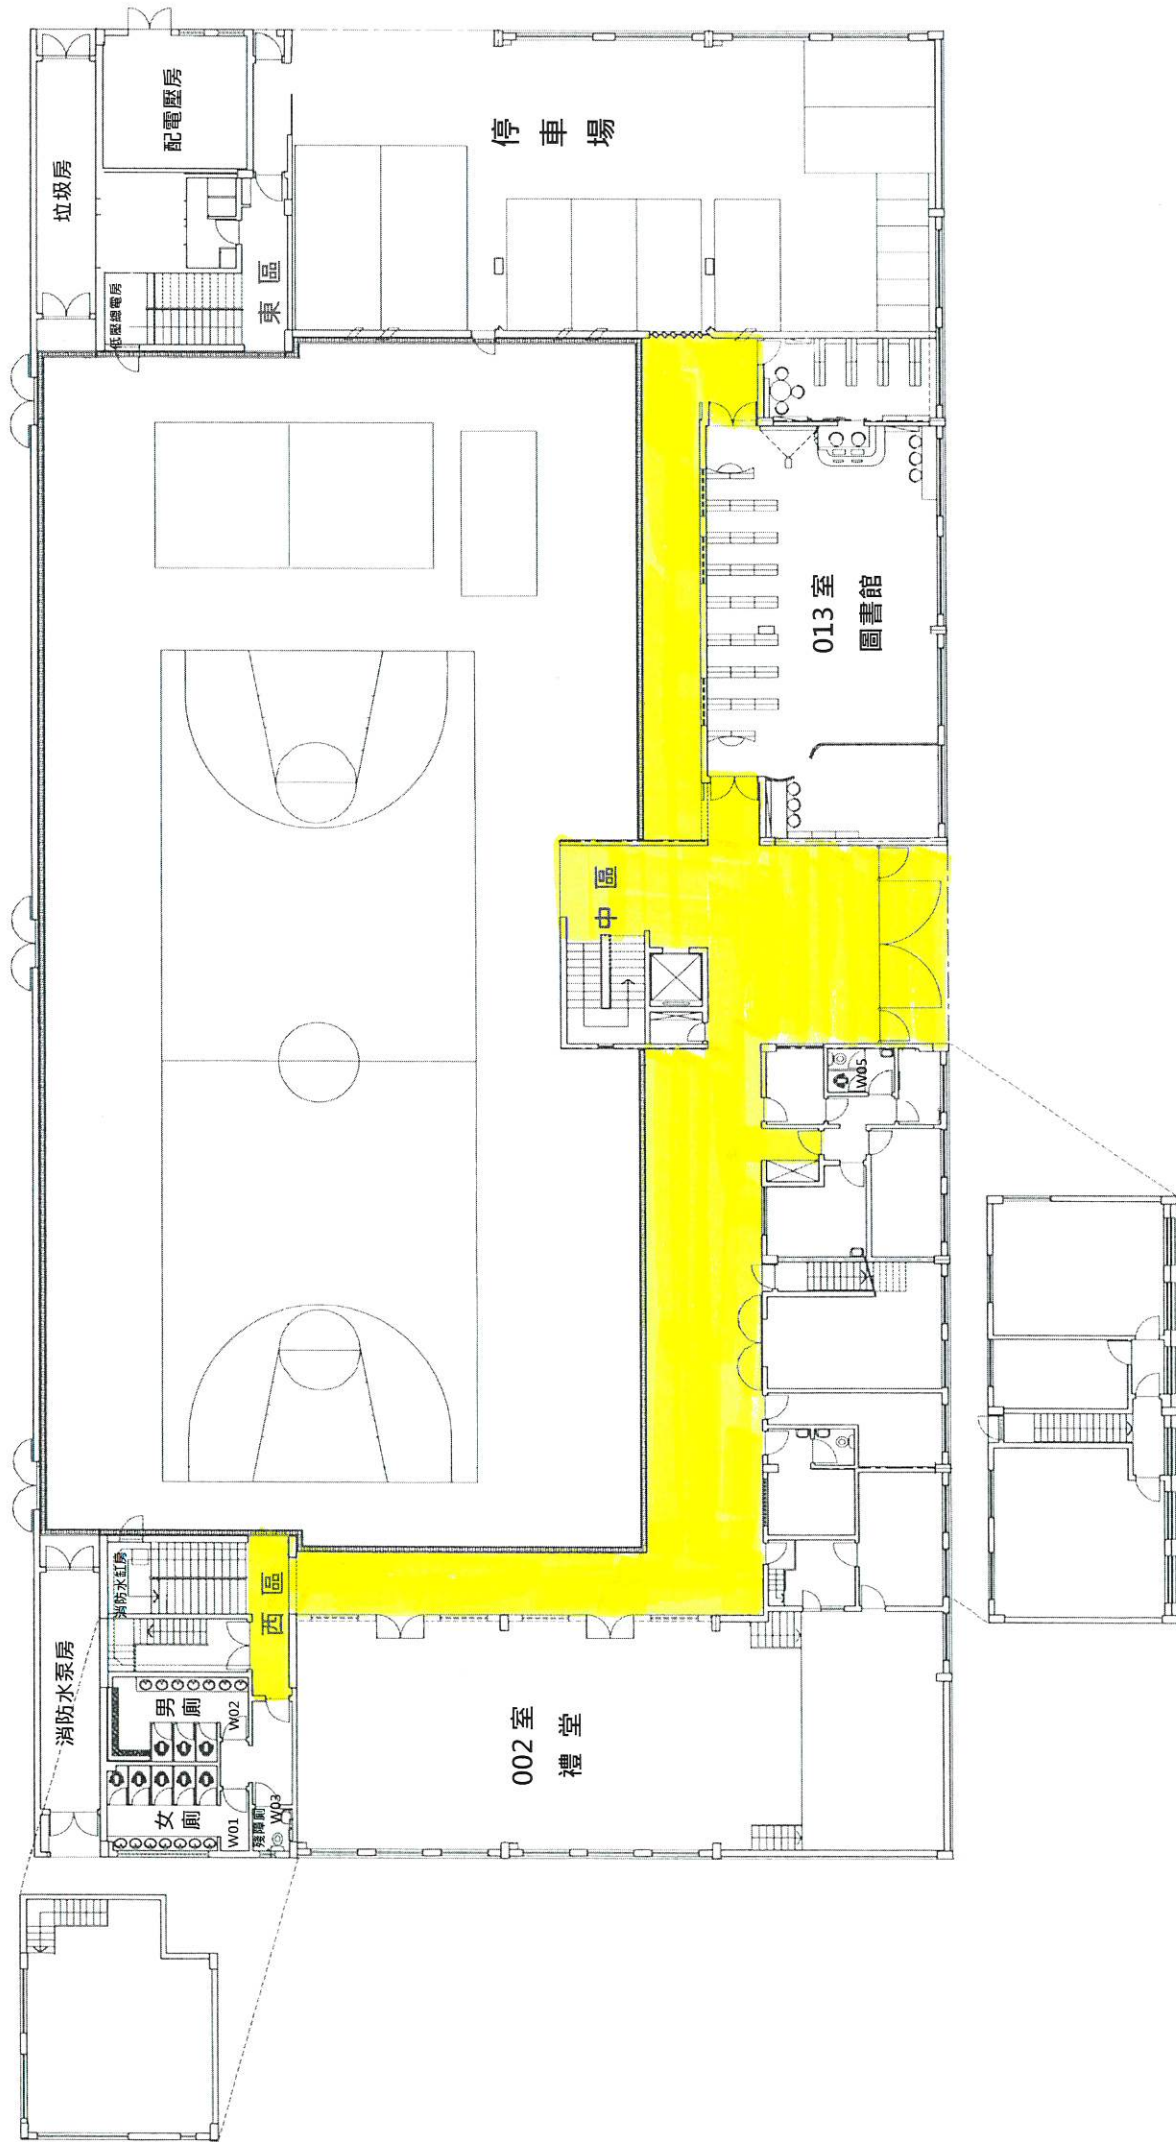 消防水泵房
消防水缸房
男
廁
W02
女
廁
W01
殘障廁
W03
西區
002 室
禮堂
中區
W05
013 室
圖書館
垃圾房
配電壓房
低壓總電房
東區
停
車
場